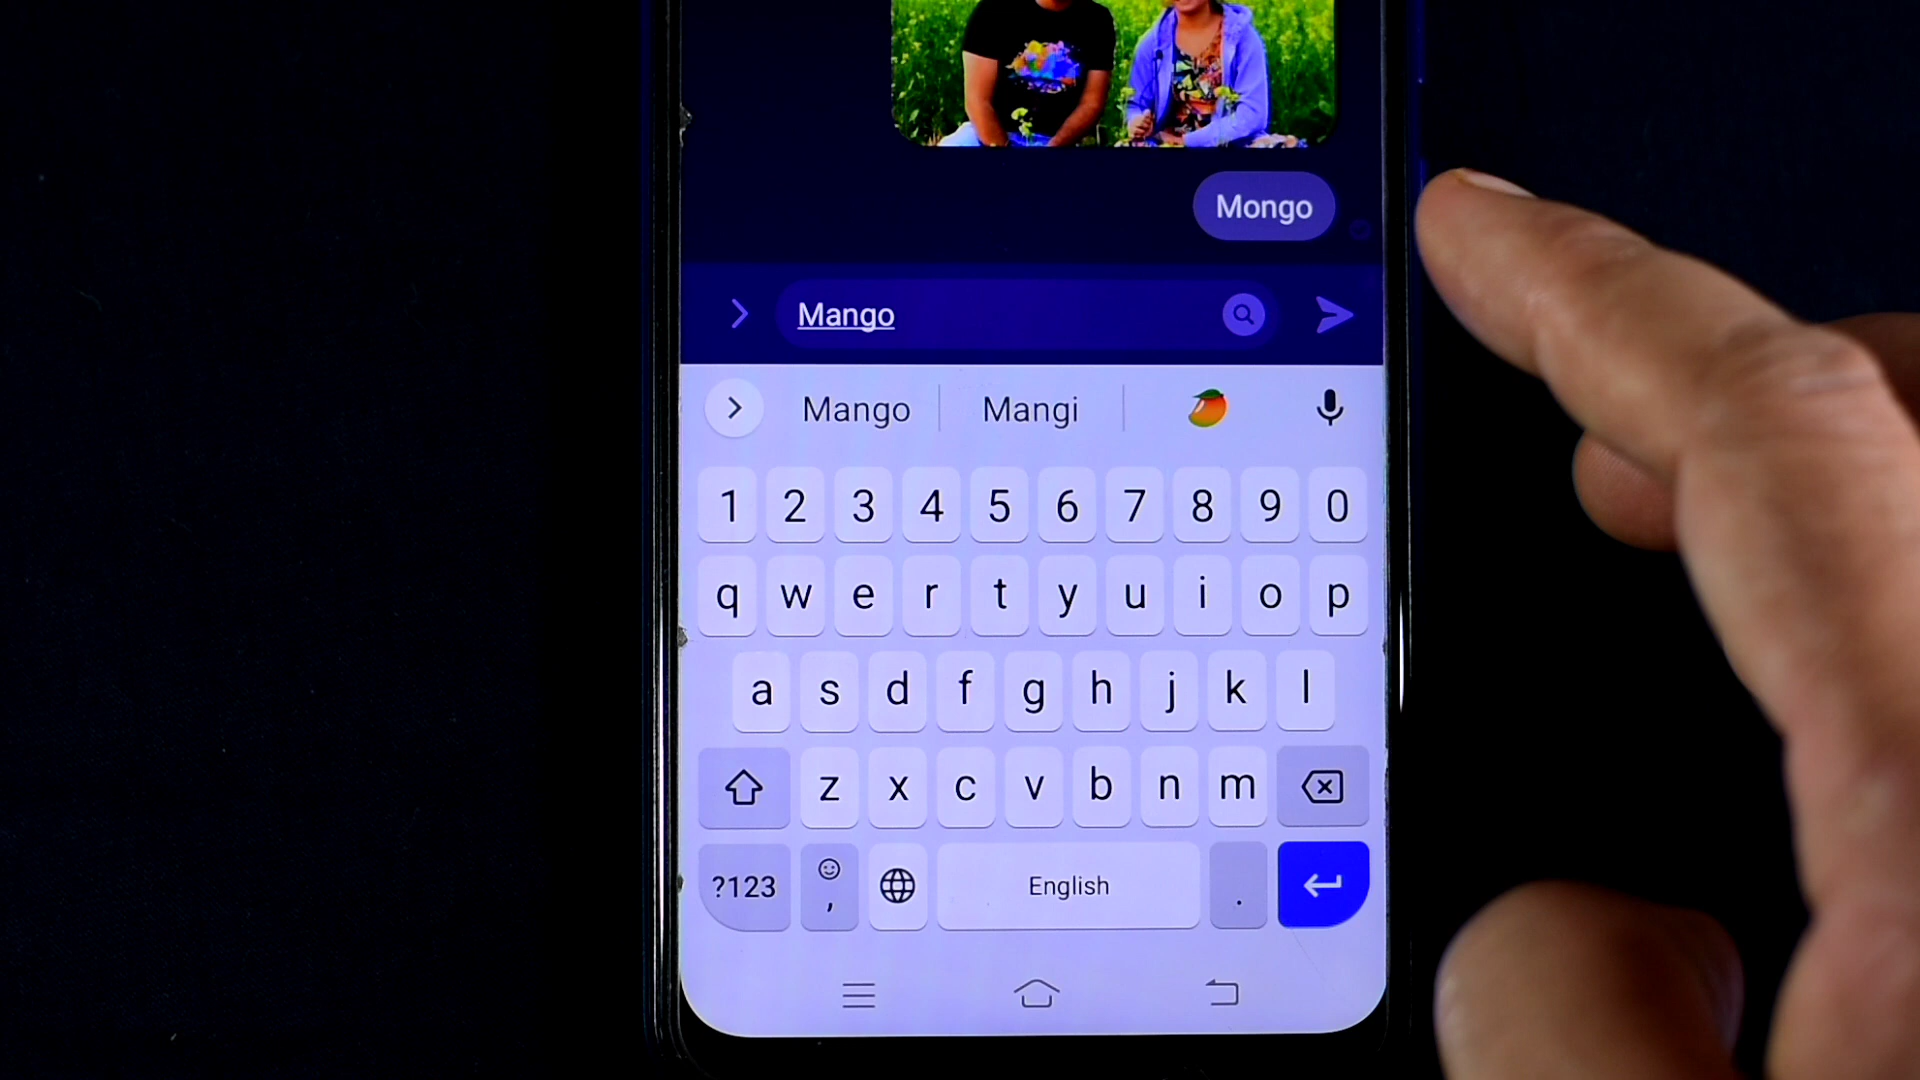 Mongo
Mango
Mango Mangi
1 2 3 4 5 6 7 8 9 0
q w e r t y u i o p
a s d f g h j k l
z x c v b n m
?123 , English .